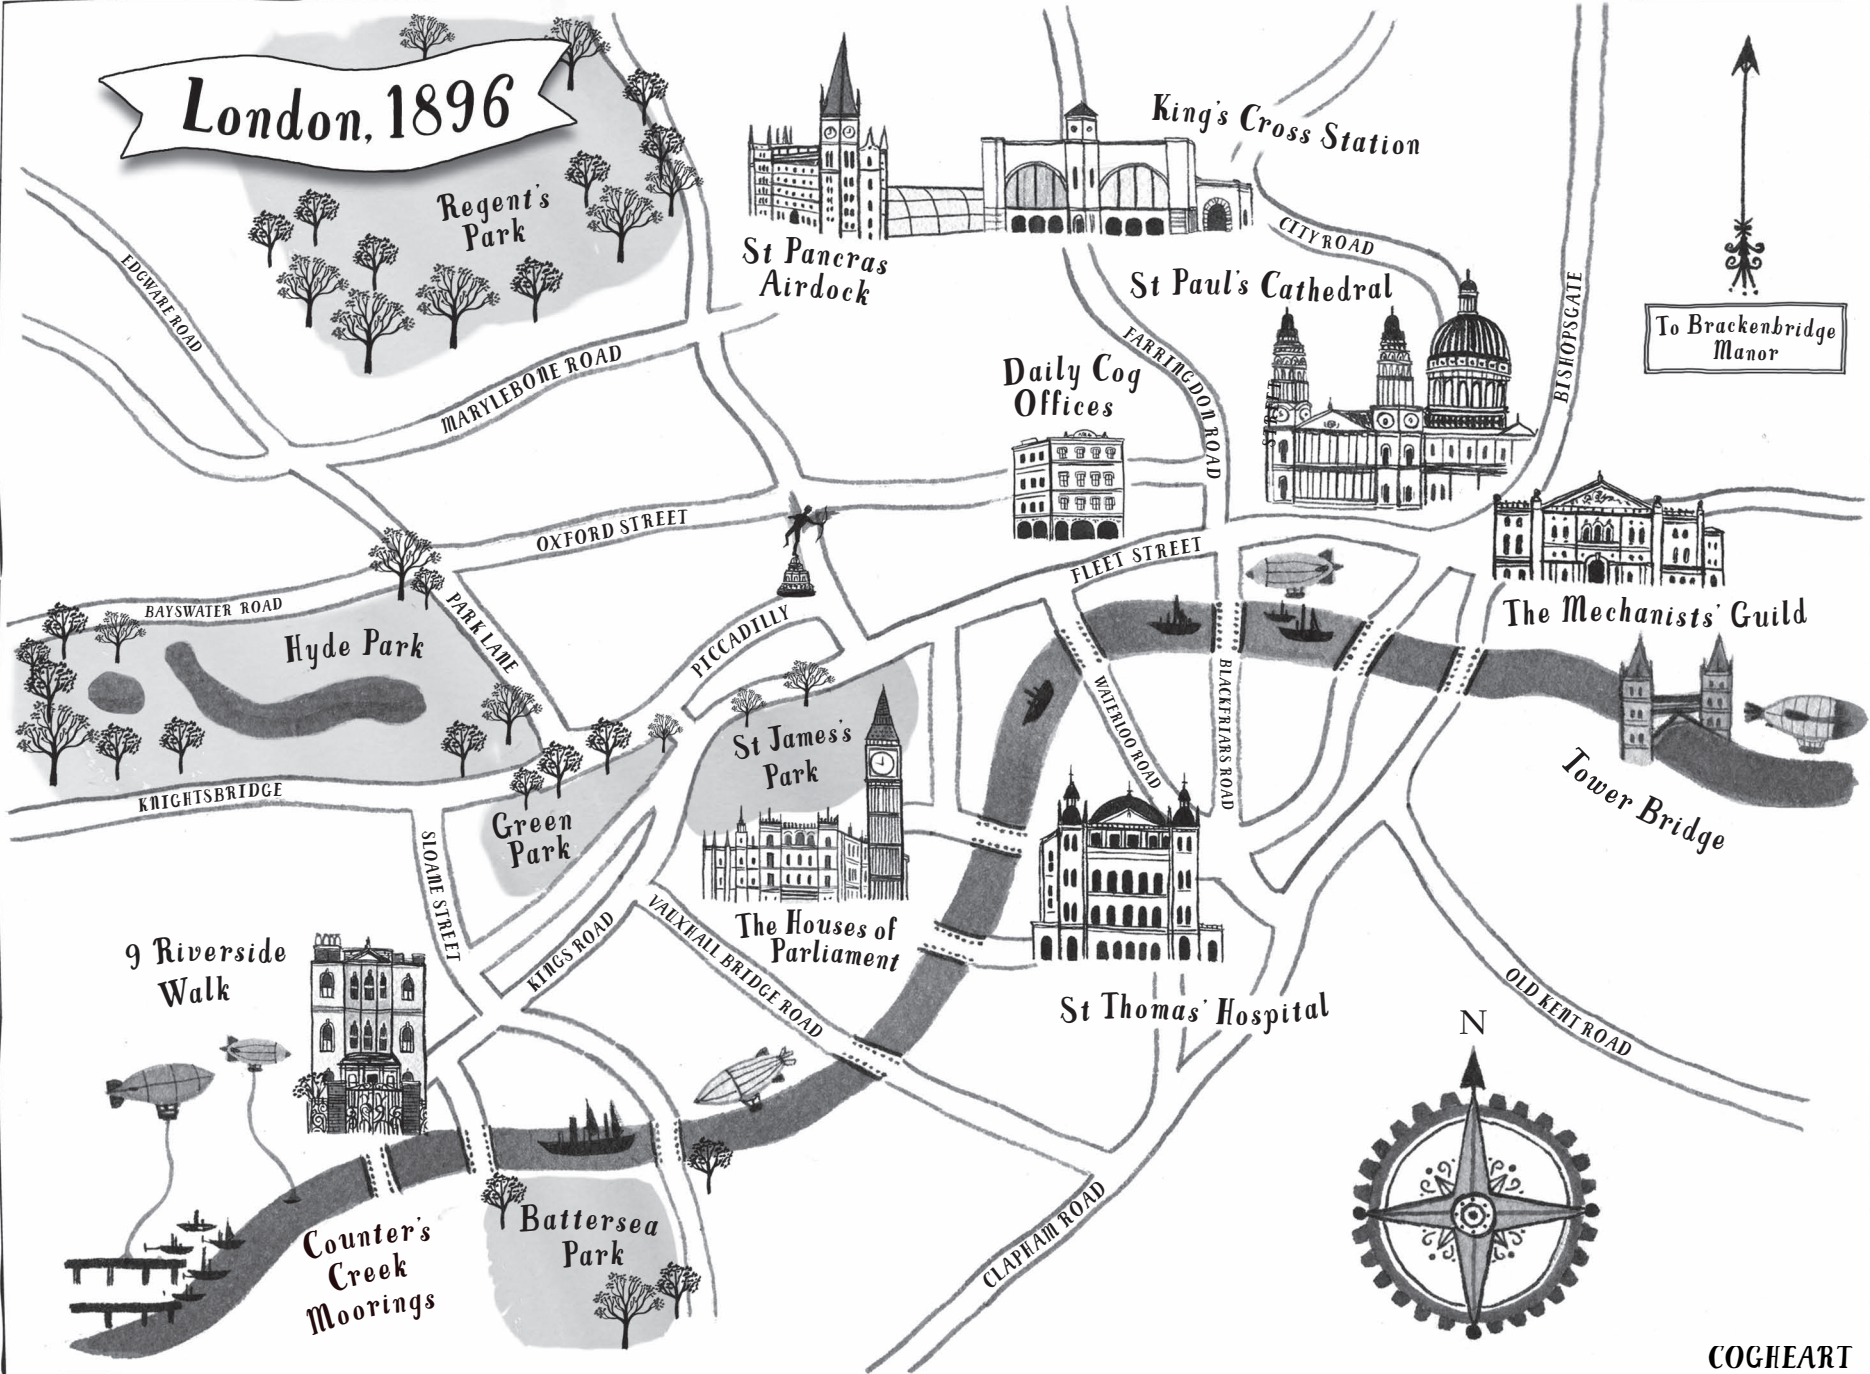 London, 1896
Regent's
Park
King's Cross Station
St Pancras
Airdock
CITY ROAD
St Paul's Cathedral
EDGWARE ROAD
MARYLEBONE ROAD
FARRINGDON ROAD
BISHOPSGATE
To Brackenbridge
Manor
Daily Cog
Offices
STREET
OXFORD STREET
FLEET STREET
The Mechanists' Guild
BAYSWATER ROAD
Hyde Park
PARK LANE
PICCADILLY
St James's
Park
WATERLOO ROAD
BLACKFRIARS ROAD
Tower Bridge
KNIGHTSBRIDGE
Green
Park
SLOANE STREET
KINGS ROAD
VAUXHALL BRIDGE ROAD
The Houses of
Parliament
9 Riverside
Walk
St Thomas' Hospital
OLD KENT ROAD
N
Counter's
Creek
Moorings
Battersea
Park
CLAPHAM ROAD
COGHEART